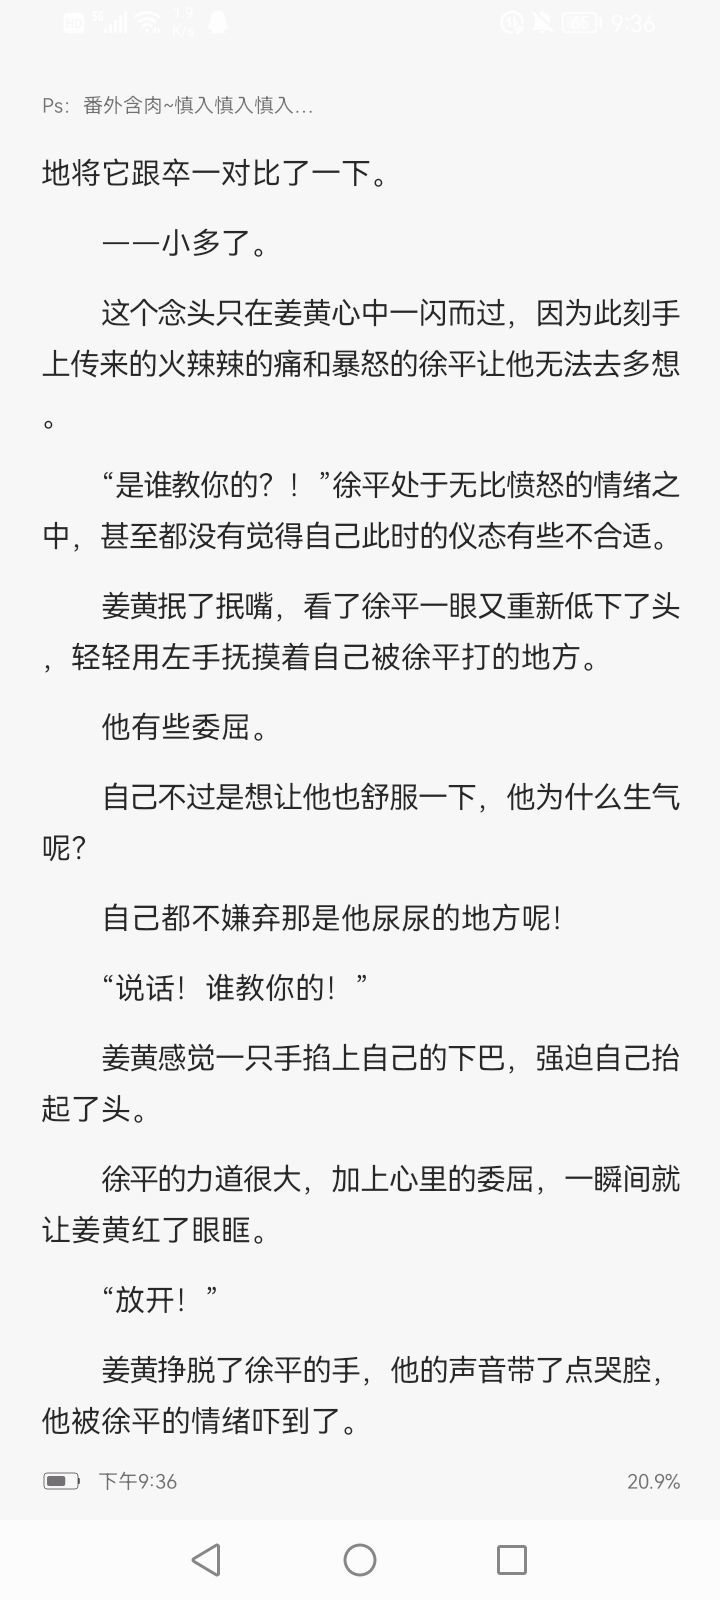 HD 5G 1.9 K/s 65 9:36
Ps：番外含肉~慎入慎入慎入...
地将它跟卒一对比了一下。
——小多了。
这个念头只在姜黄心中一闪而过，因为此刻手
上传来的火辣辣的痛和暴怒的徐平让他无法去多想
。
“是谁教你的？！”徐平处于无比愤怒的情绪之
中，甚至都没有觉得自己此时的仪态有些不合适。
姜黄抿了抿嘴，看了徐平一眼又重新低下了头
，轻轻用左手抚摸着自己被徐平打的地方。
他有些委屈。
自己不过是想让他也舒服一下，他为什么生气
呢？
自己都不嫌弃那是他尿尿的地方呢！
“说话！谁教你的！”
姜黄感觉一只手掐上自己的下巴，强迫自己抬
起了头。
徐平的力道很大，加上心里的委屈，一瞬间就
让姜黄红了眼眶。
“放开！”
姜黄挣脱了徐平的手，他的声音带了点哭腔，
他被徐平的情绪吓到了。
下午9:36 20.9%